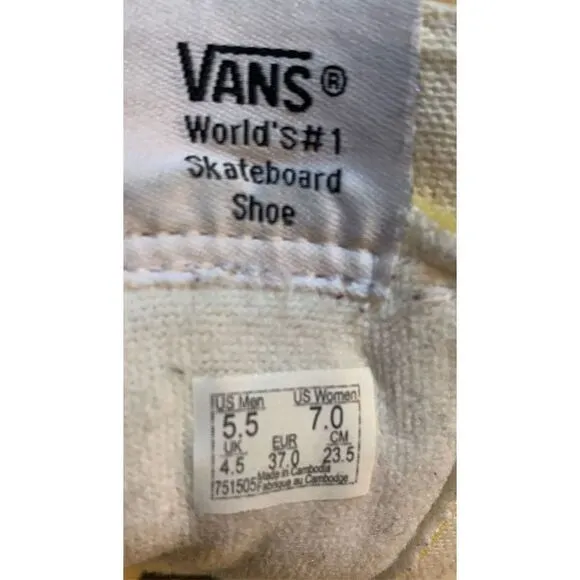 VANS®
World's#1
Skateboard
Shoe
US Men US Women
5.5 7.0
UK EUR CM
4.5 37.0 23.5
751505 Made in Cambodia
Fabrique au Cambodge